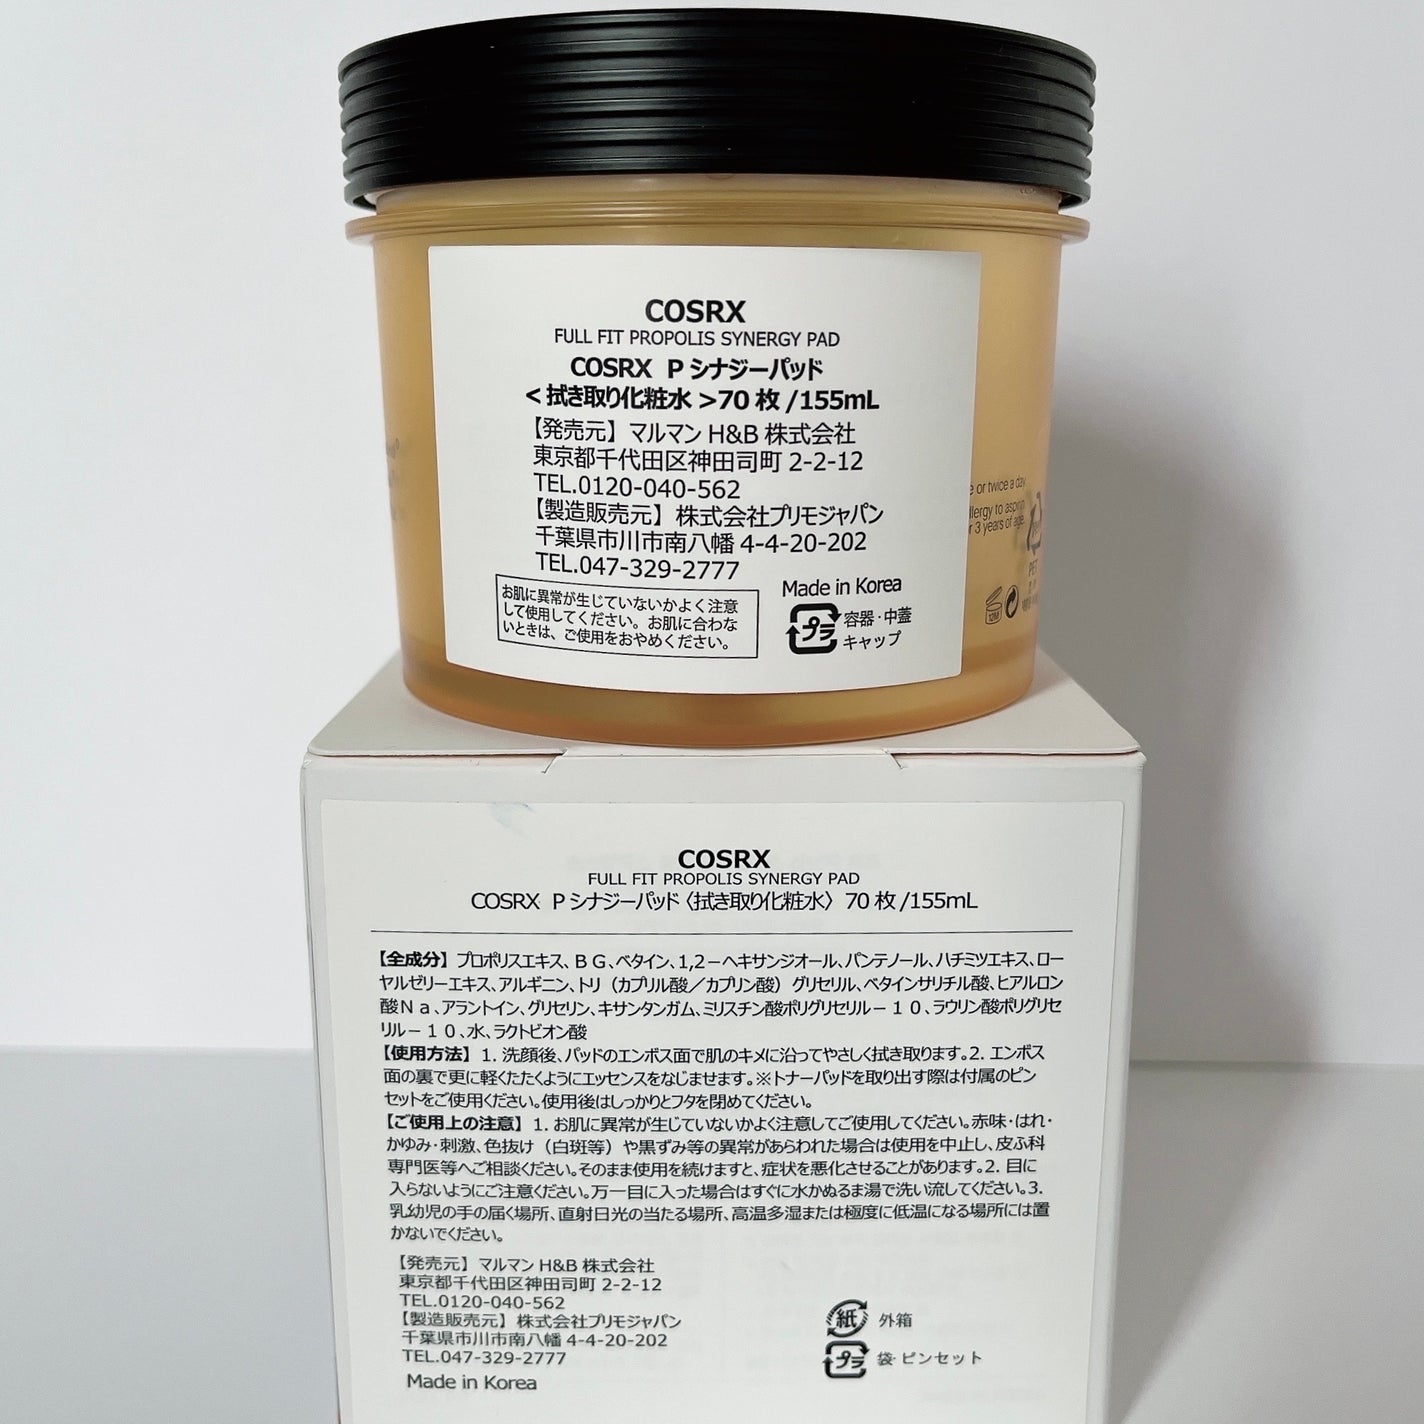 COSRX
FULL FIT PROPOLIS SYNERGY PAD
COSRX P シナジーパッド
<拭き取り化粧水>70 枚 /155mL
【発売元】マルマン H&B 株式会社
東京都千代田区神田司町 2-2-12
TEL.0120-040-562
【製造販売元】株式会社プリモジャパン
千葉県市川市南八幡 4-4-20-202
TEL.047-329-2777
お肌に異常が生じていないかよく注意
して使用してください。お肌に合わな
いときは、ご使用をおやめください。
Made in Korea
プラ 容器・中蓋
キャップ
or twice a day
to aspirin
3 years of age.
PET
12M
COSRX
FULL FIT PROPOLIS SYNERGY PAD
COSRX P シナジーパッド〈拭き取り化粧水〉 70 枚 /155mL
【全成分】プロポリスエキス、BG、ベタイン、1,2－ヘキサンジオール、パンテノール、ハチミツエキス、ロー
ヤルゼリーエキス、アルギニン、トリ（カプリル酸／カプリン酸）グリセリル、ベタインサリチル酸、ヒアルロン
酸Ｎａ、アラントイン、グリセリン、キサンタンガム、ミリスチン酸ポリグリセリル－１０、ラウリン酸ポリグリセ
リル－１０、水、ラクトビオン酸
【使用方法】1. 洗顔後、パッドのエンボス面で肌のキメに沿ってやさしく拭き取ります。2. エンボス
面の裏で更に軽くたたくようにエッセンスをなじませます。※トナーパッドを取り出す際は付属のピン
セットをご使用ください。使用後はしっかりとフタを閉めてください。
【ご使用上の注意】1. お肌に異常が生じていないかよく注意してご使用してください。赤味・はれ・
かゆみ・刺激、色抜け（白斑等）や黒ずみ等の異常があらわれた場合は使用を中止し、皮ふ科
専門医等へご相談ください。そのまま使用を続けますと、症状を悪化させることがあります。2. 目に
入らないようにご注意ください。万一目に入った場合はすぐに水かぬるま湯で洗い流してください。3.
乳幼児の手の届く場所、直射日光の当たる場所、高温多湿または極度に低温になる場所には置
かないでください。
【発売元】マルマン H&B 株式会社
東京都千代田区神田司町 2-2-12
TEL.0120-040-562
【製造販売元】株式会社プリモジャパン
千葉県市川市南八幡 4-4-20-202
TEL.047-329-2777
Made in Korea
紙 外箱
プラ 袋・ピンセット